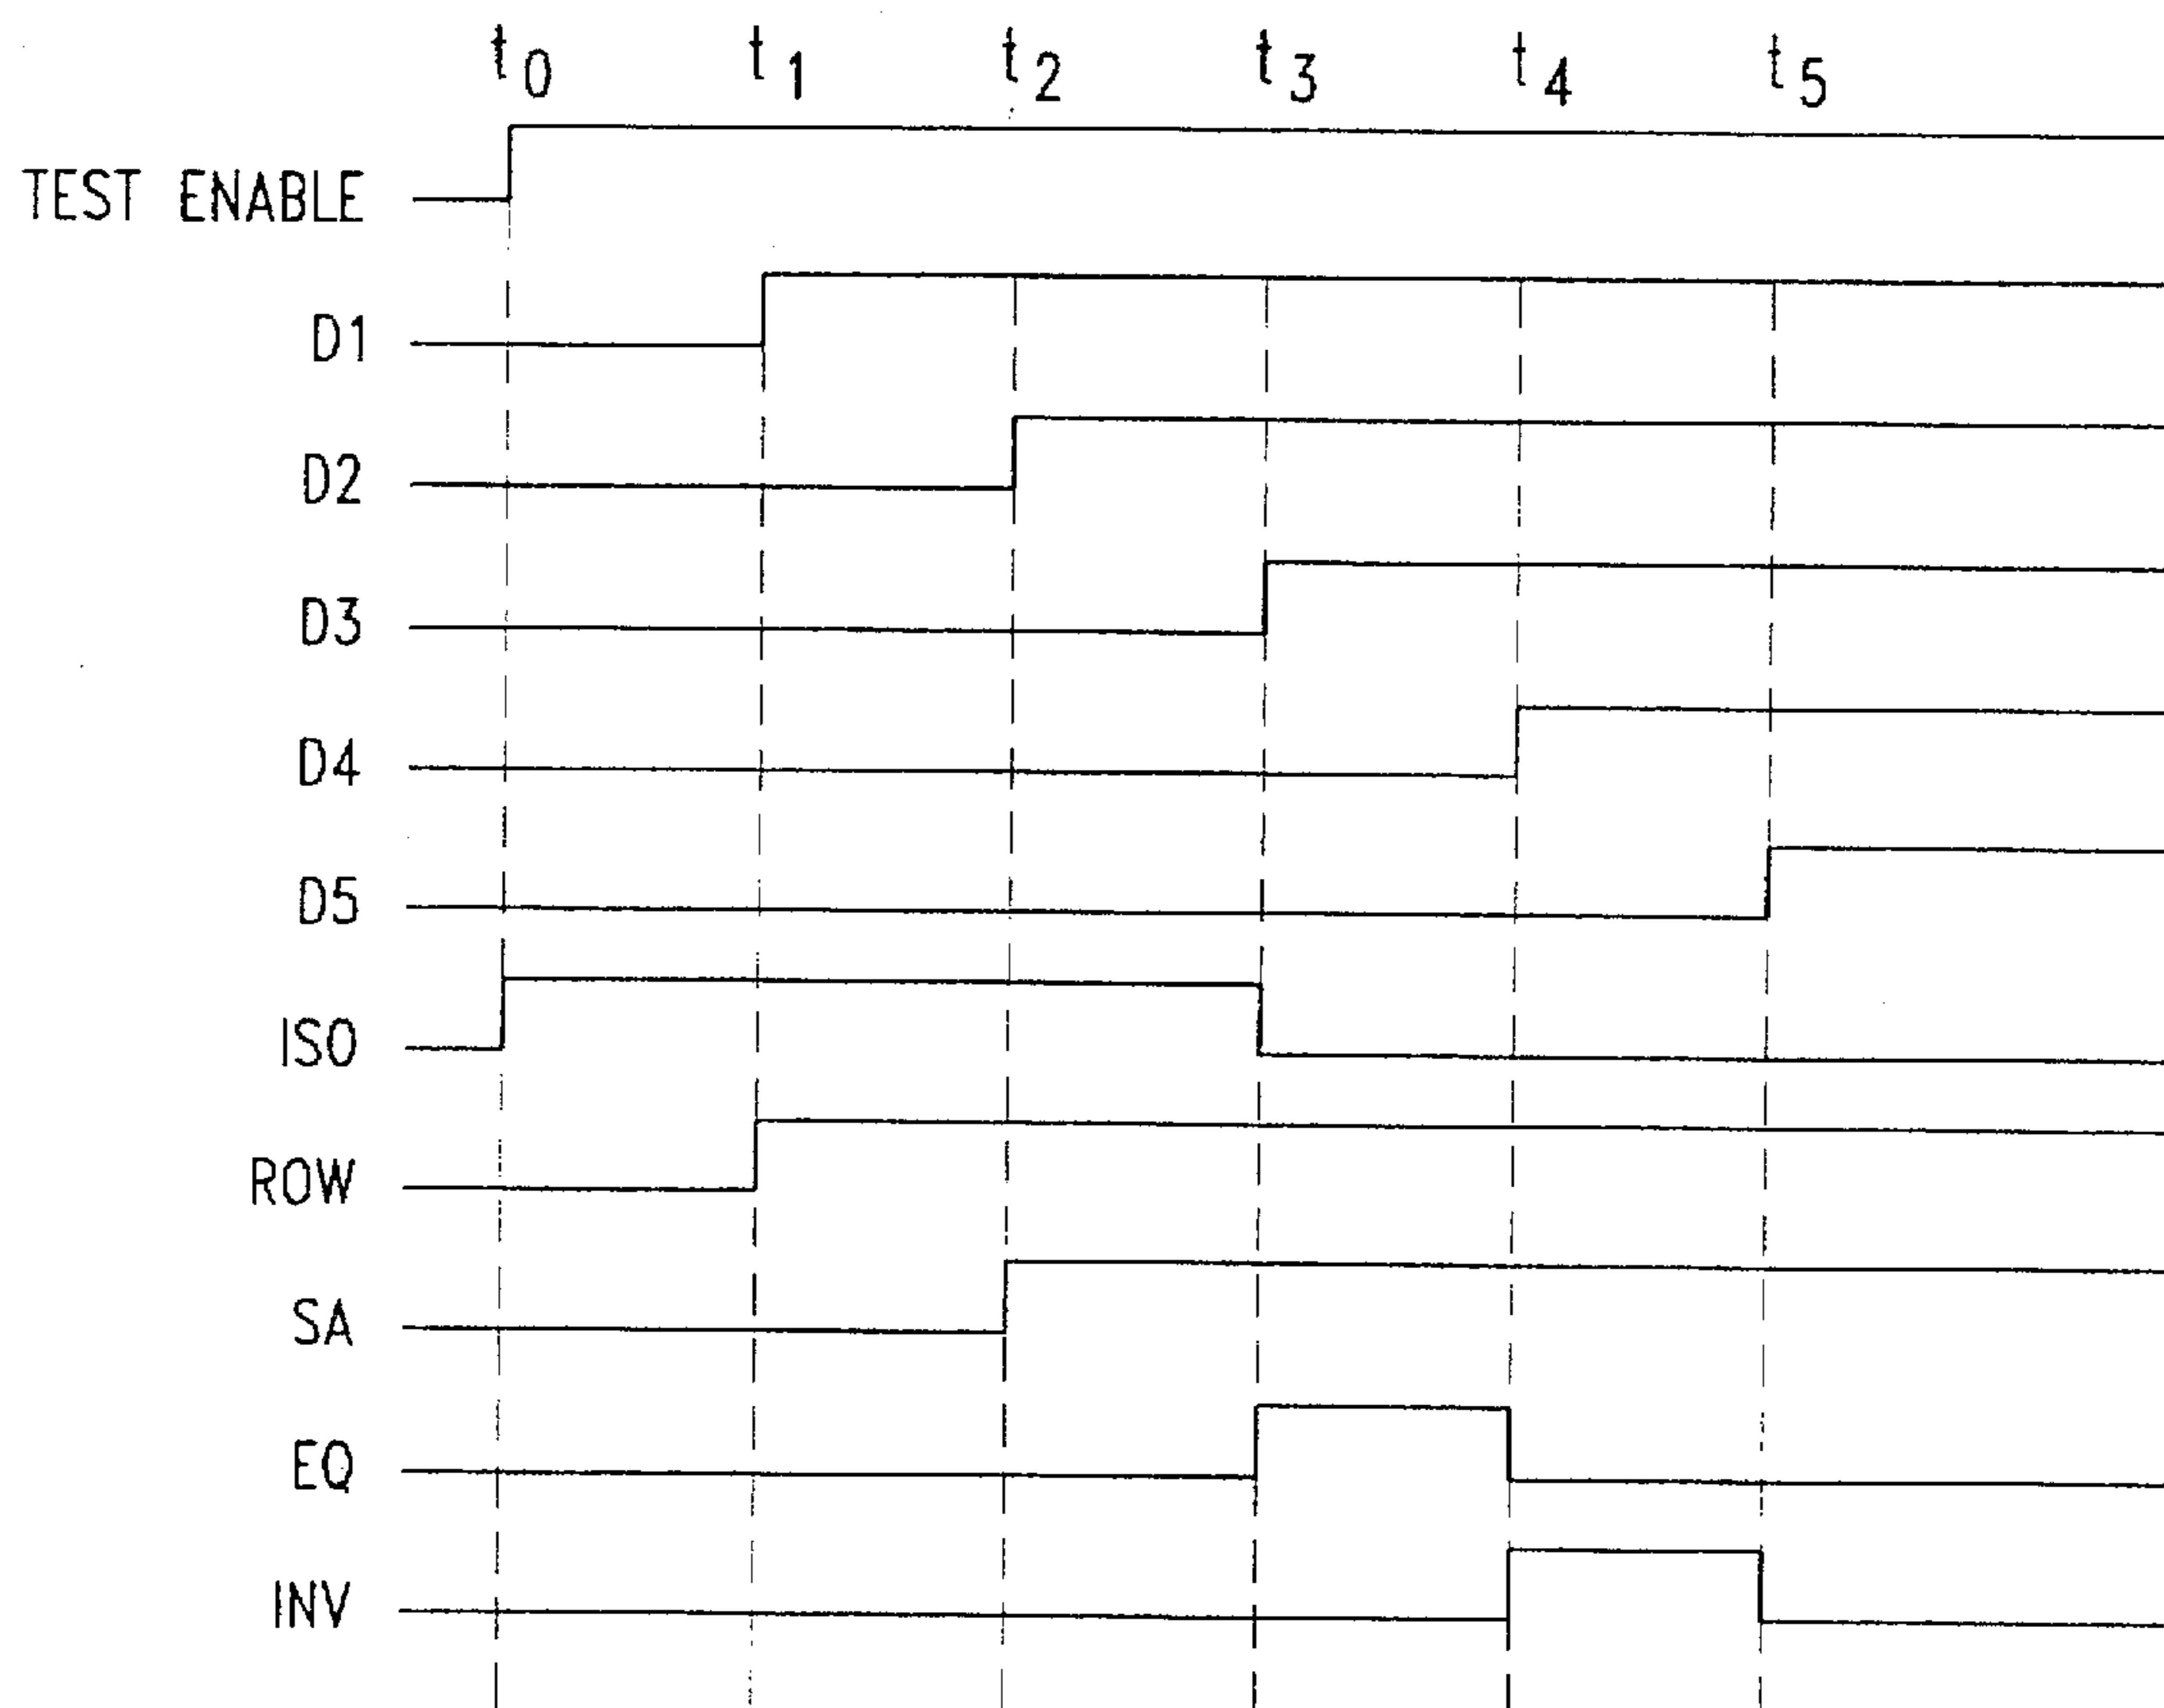 t0 t1 t2 t3 t4 t5
TEST ENABLE
D1
D2
D3
D4
D5
ISO
ROW
SA
EQ
INV